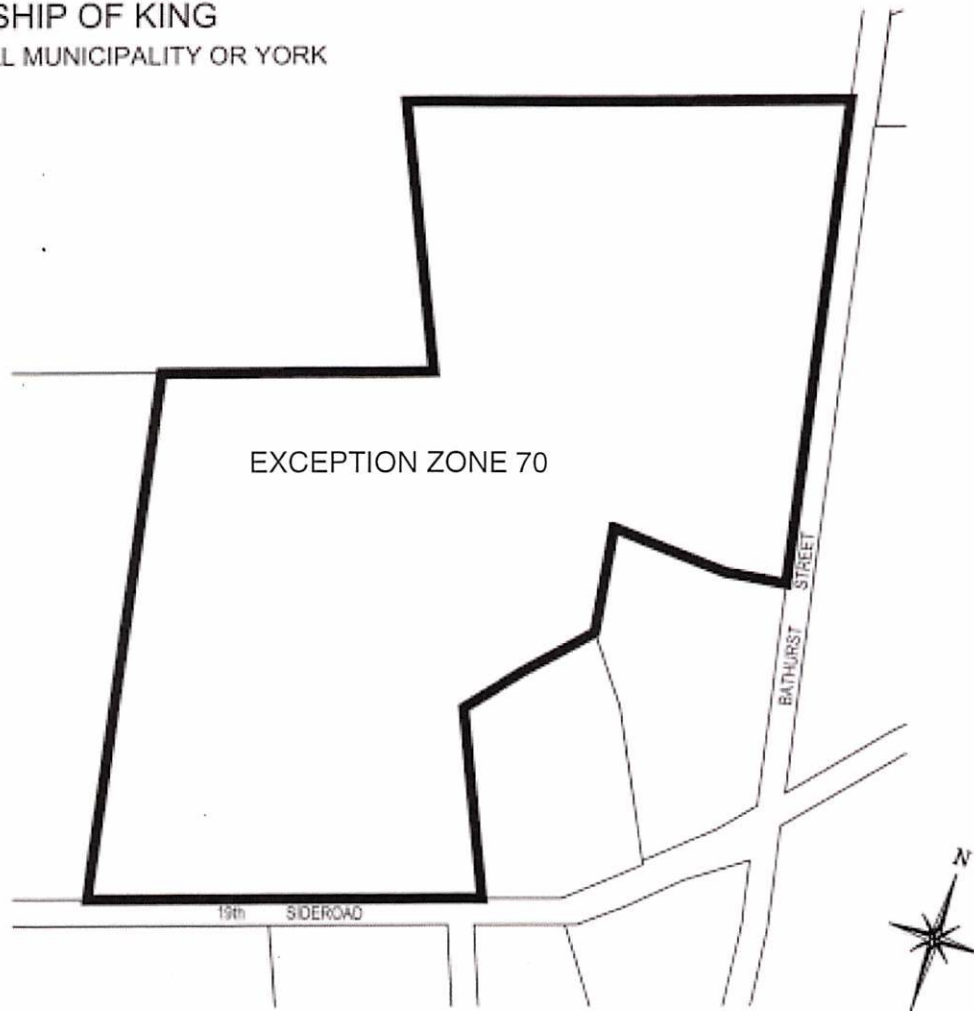 SHIP OF KING
L MUNICIPALITY OR YORK
EXCEPTION ZONE 70
STREET
BATHURST
19th SIDEROAD
N